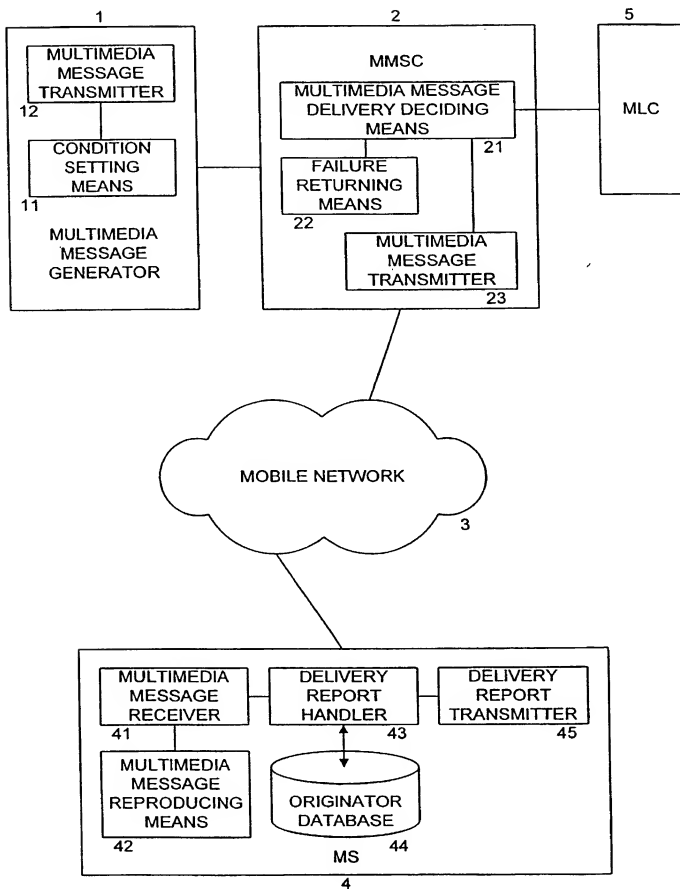 1
MULTIMEDIA
MESSAGE
TRANSMITTER
12
CONDITION
SETTING
MEANS
11
MULTIMEDIA
MESSAGE
GENERATOR
2
MMSC
MULTIMEDIA MESSAGE
DELIVERY DECIDING
MEANS
21
FAILURE
RETURNING
MEANS
22
MULTIMEDIA
MESSAGE
TRANSMITTER
23
5
MLC
MOBILE NETWORK
3
MULTIMEDIA
MESSAGE
RECEIVER
41
DELIVERY
REPORT
HANDLER
43
DELIVERY
REPORT
TRANSMITTER
45
MULTIMEDIA
MESSAGE
REPRODUCING
MEANS
42
ORIGINATOR
DATABASE
44
MS
4